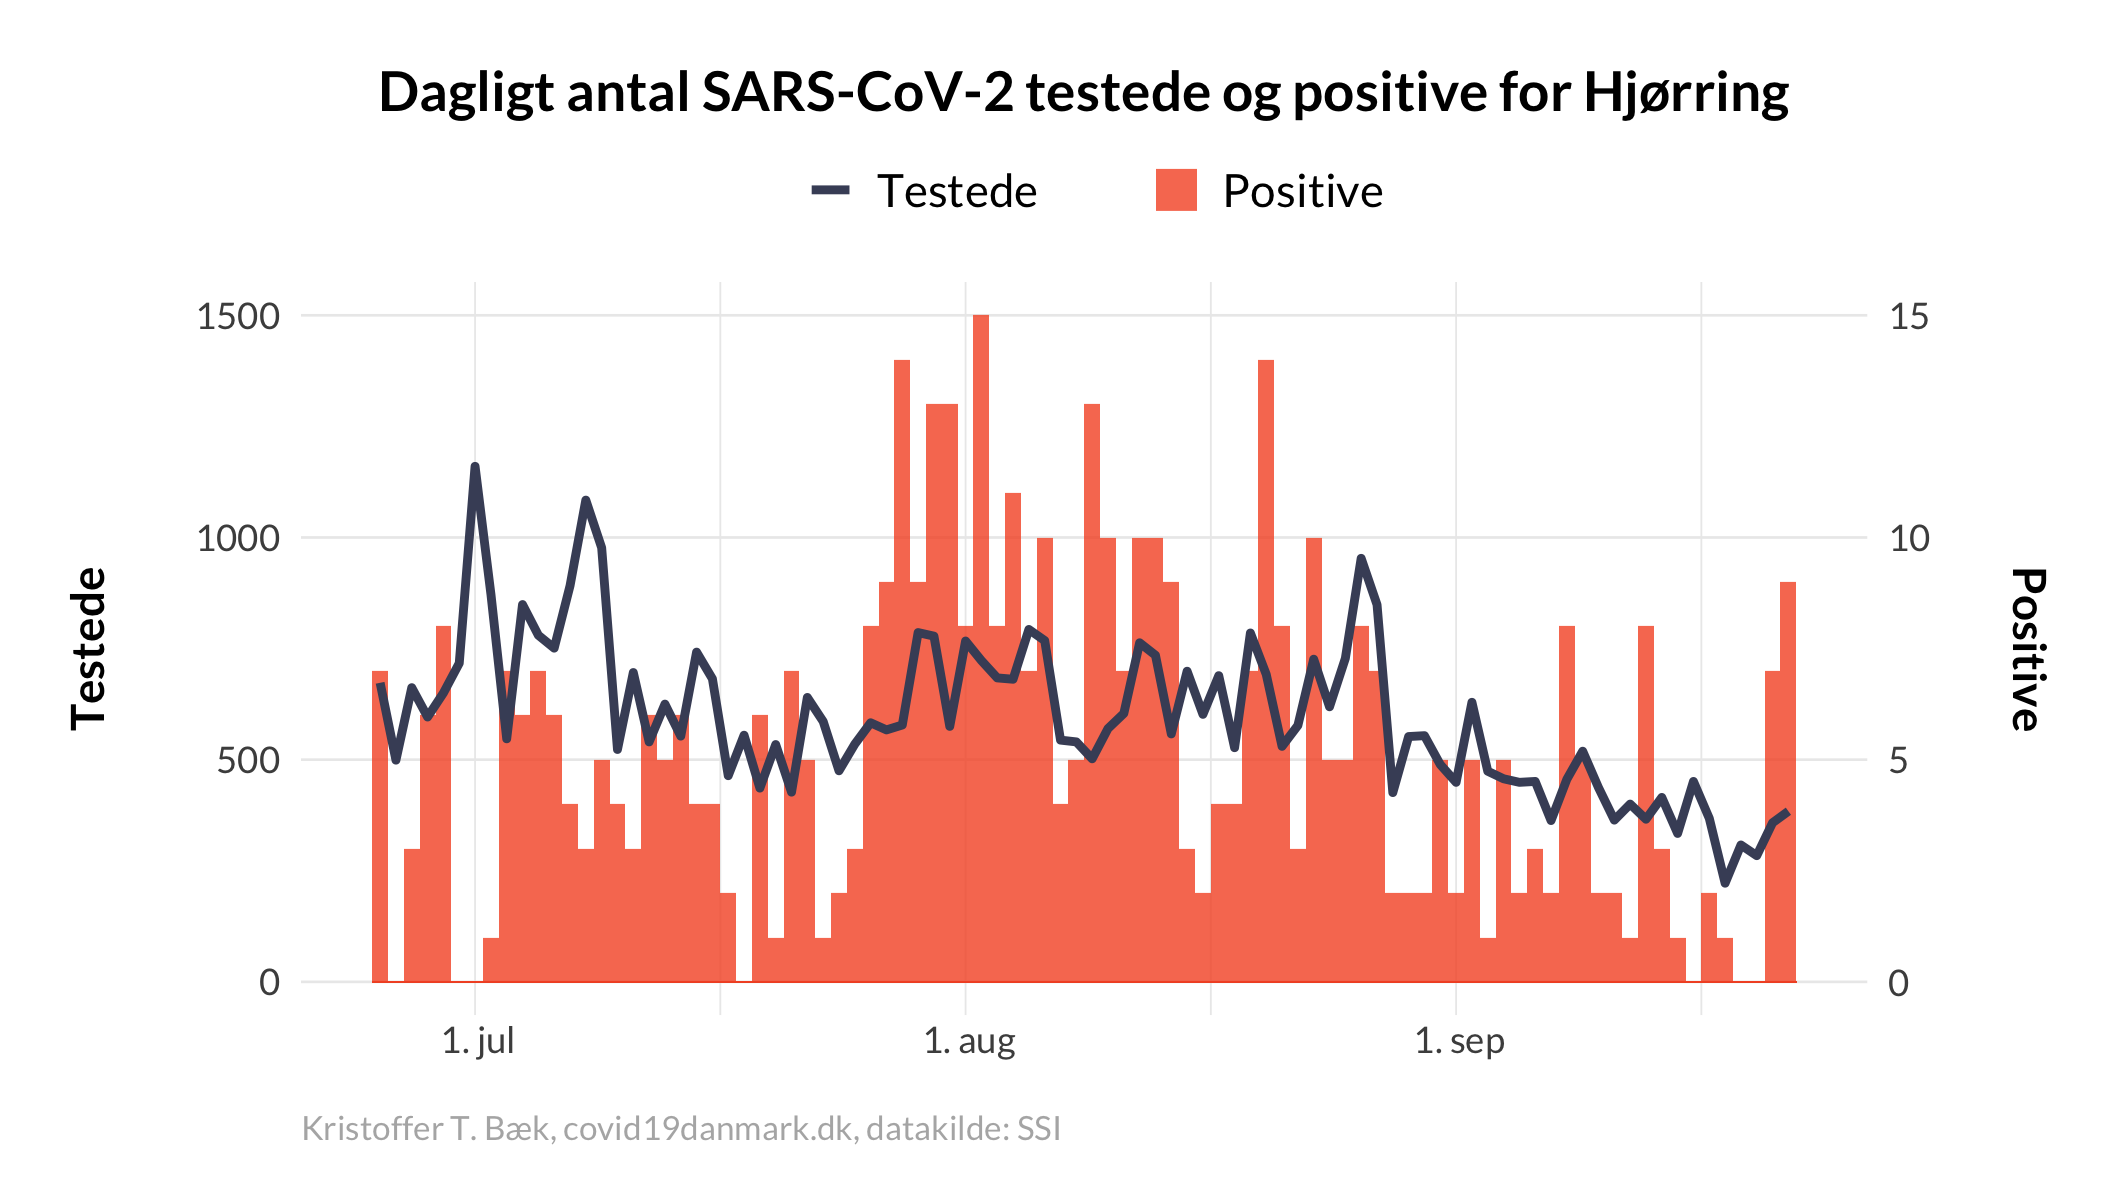 Dagligt antal SARS-CoV-2 testede og positive for Hjørring
Testede
Positive
1500
1000
500
0
Testede
15
10
5
0
Positive
1. jul
1. aug
1. sep
Kristoffer T. Bæk, covid19danmark.dk, datakilde: SSI